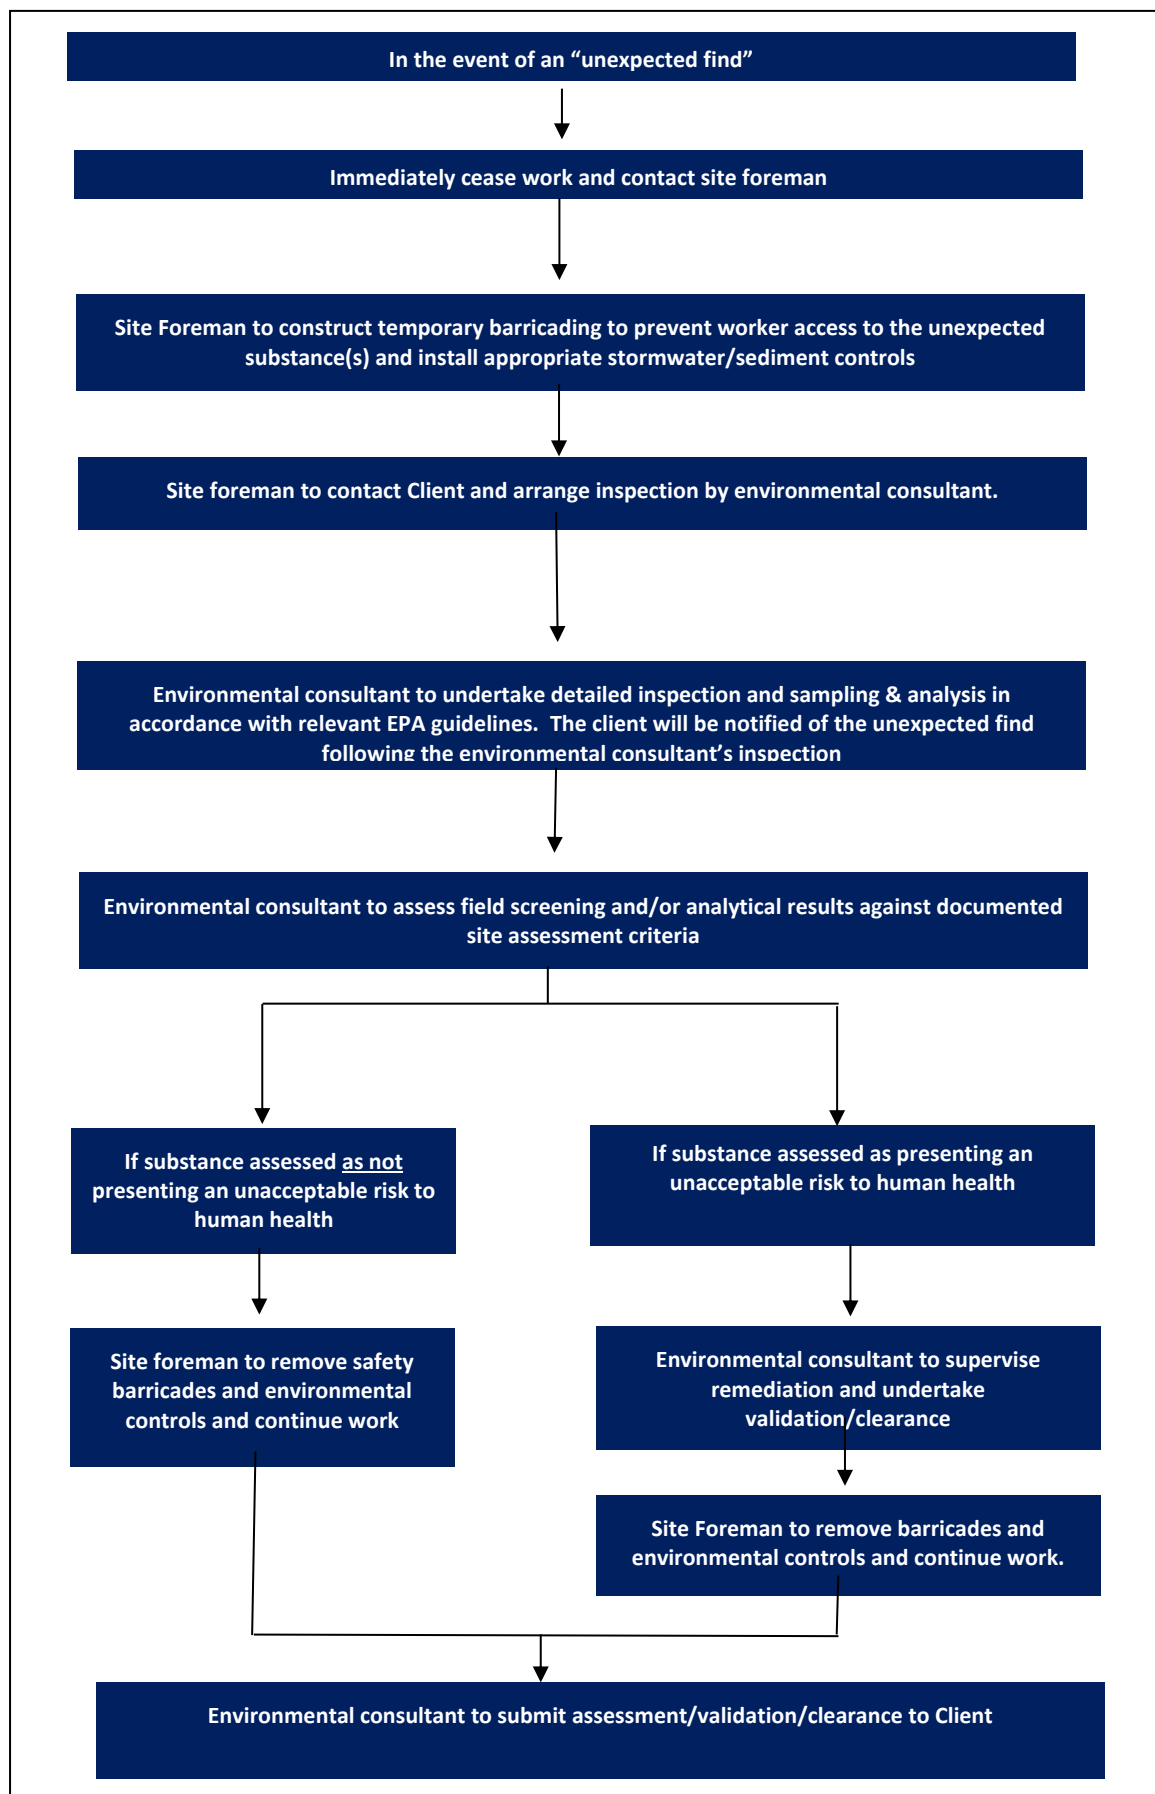 In the event of an “unexpected find”
Immediately cease work and contact site foreman
Site Foreman to construct temporary barricading to prevent worker access to the unexpected
substance(s) and install appropriate stormwater/sediment controls
Site foreman to contact Client and arrange inspection by environmental consultant.
Environmental consultant to undertake detailed inspection and sampling & analysis in
accordance with relevant EPA guidelines.  The client will be notified of the unexpected find
following the environmental consultant’s inspection
Environmental consultant to assess field screening and/or analytical results against documented
site assessment criteria
If substance assessed as not
presenting an unacceptable risk to
human health
If substance assessed as presenting an
unacceptable risk to human health
Site foreman to remove safety
barricades and environmental
controls and continue work
Environmental consultant to supervise
remediation and undertake
validation/clearance
Site Foreman to remove barricades and
environmental controls and continue work.
Environmental consultant to submit assessment/validation/clearance to Client